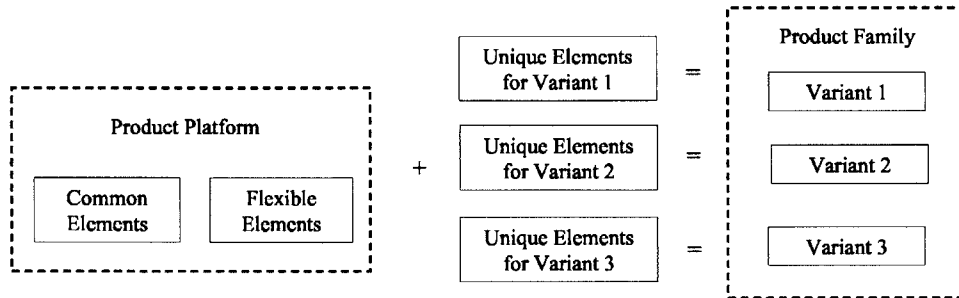 Product Platform
Common
Elements
Flexible
Elements
+
Unique Elements
for Variant 1
=
Unique Elements
for Variant 2
=
Unique Elements
for Variant 3
=
Product Family
Variant 1
Variant 2
Variant 3